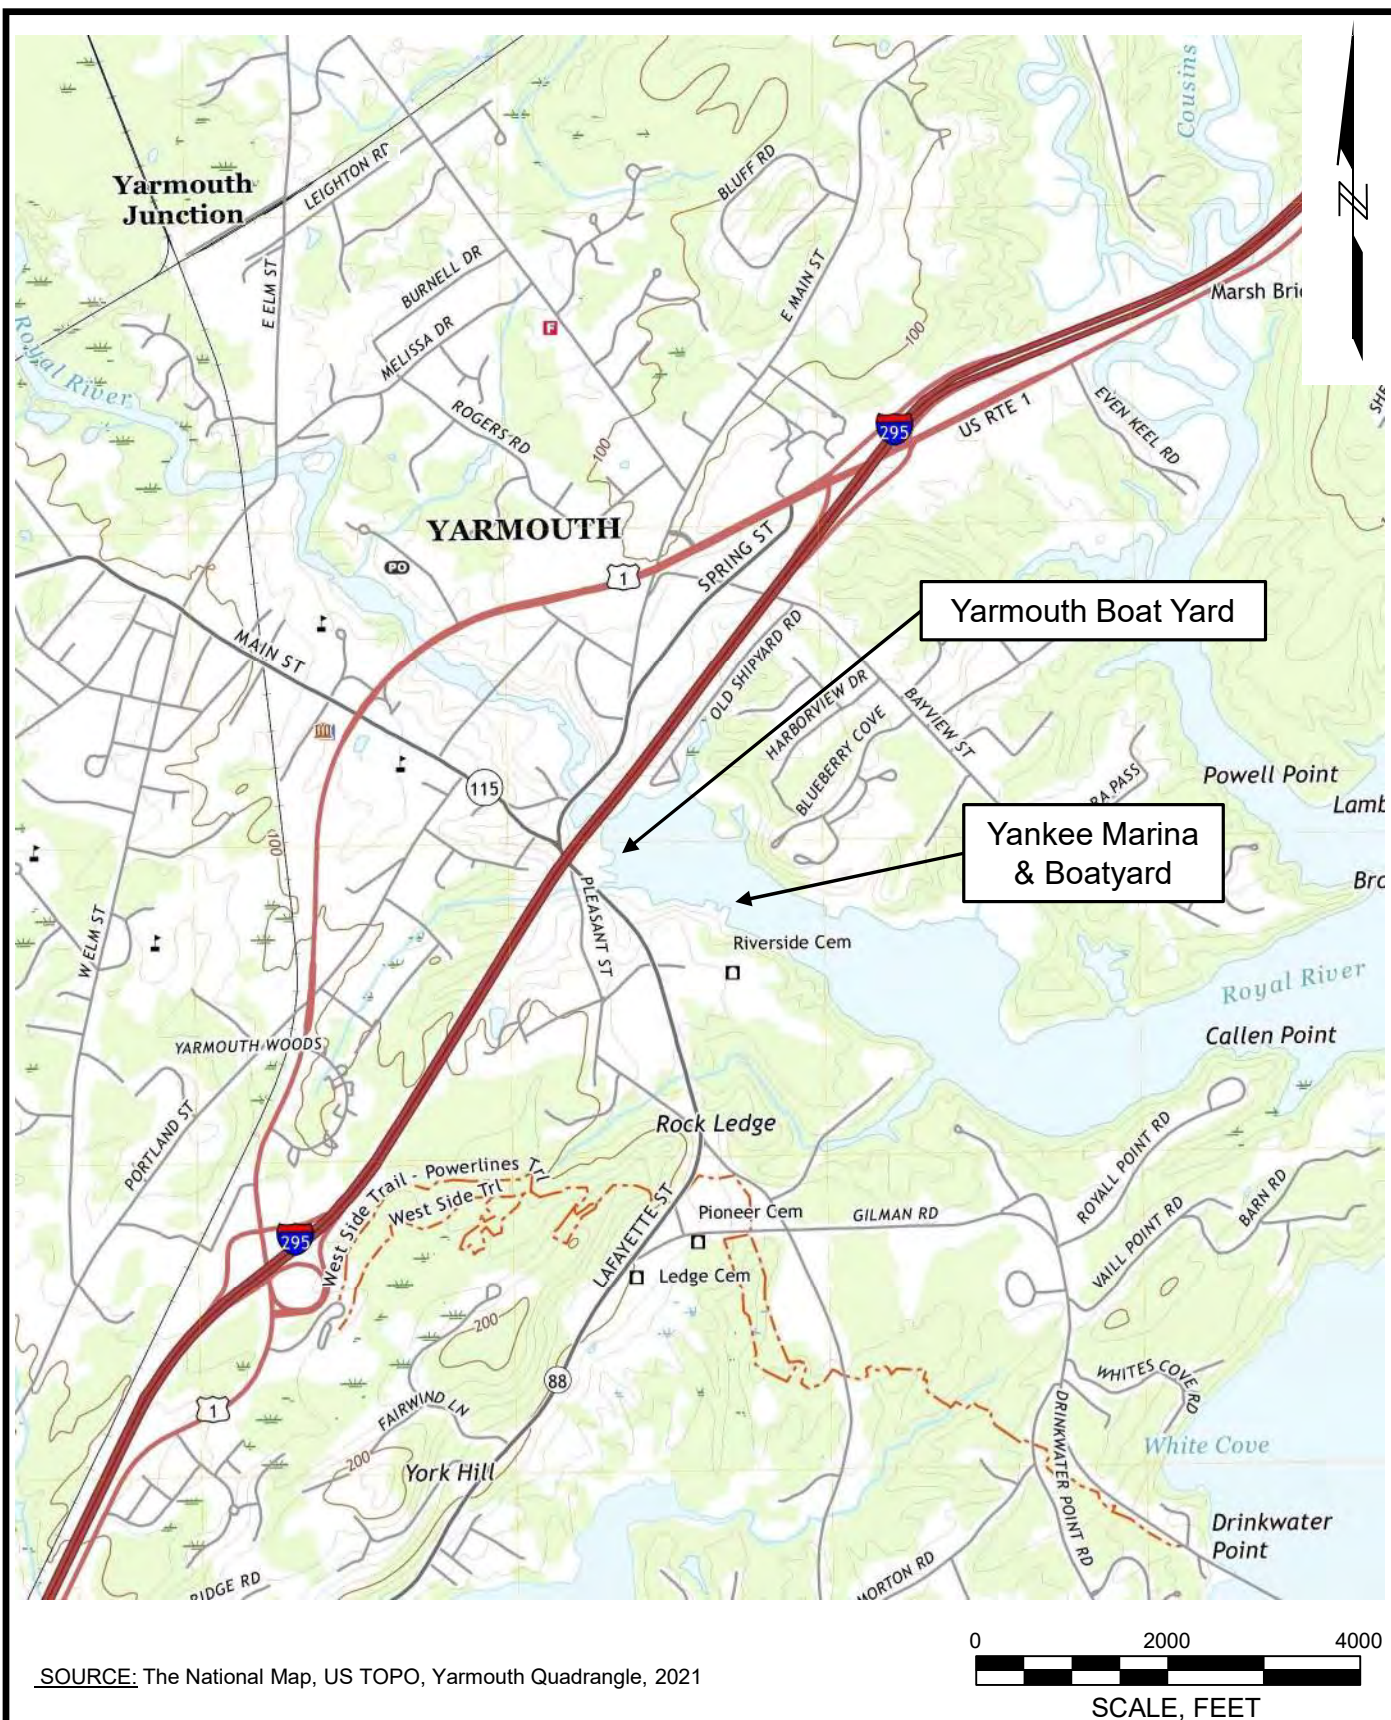 Cousins
Yarmouth
Junction
LEIGHTON RD
BLUFF RD
E ELM ST
BURNELL DR
E MAIN ST
N
Marsh Bri
F
MELISSA DR
Royal River
100
ROGERS RD
100
295
US RTE 1
EVEN KEEL RD
SHE
YARMOUTH
PO
1
SPRING ST
Yarmouth Boat Yard
MAIN ST
OLD SHIPYARD RD
HARBORVIEW DR
BAYVIEW ST
BLUEBERRY COVE
115
RA PASS
Powell Point
Lamb
100
Yankee Marina
& Boatyard
Bro
W ELM ST
PLEASANT ST
Riverside Cem
Royal River
Callen Point
YARMOUTH WOODS
PORTLAND ST
Rock Ledge
ROYALL POINT RD
West Side Trail - Powerlines Trl
West Side Trl
BARN RD
Pioneer Cem
GILMAN RD
VAILL POINT RD
295
LAFAYETTE ST
Ledge Cem
200
88
WHITES COVE RD
1
FAIRWIND LN
DRINKWATER POINT RD
200
York Hill
White Cove
Drinkwater
Point
RIDGE RD
MORTON RD
0 2000 4000
SOURCE: The National Map, US TOPO, Yarmouth Quadrangle, 2021
SCALE, FEET